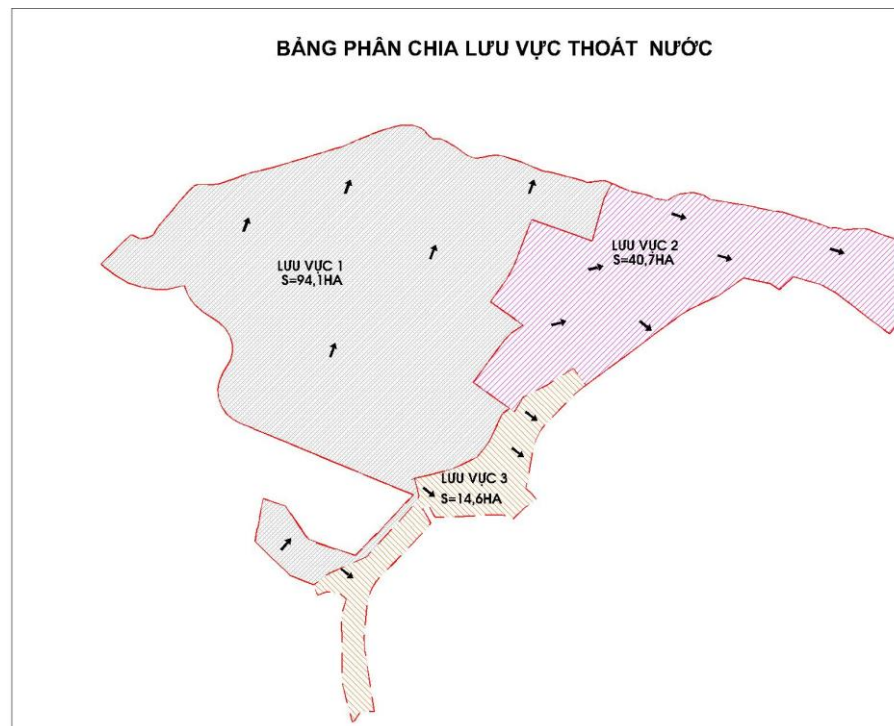 BẢNG PHÂN CHIA LƯU VỰC THOÁT NƯỚC
LƯU VỰC 1
S=94,1HA
LƯU VỰC 2
S=40,7HA
LƯU VỰC 3
S=14,6HA